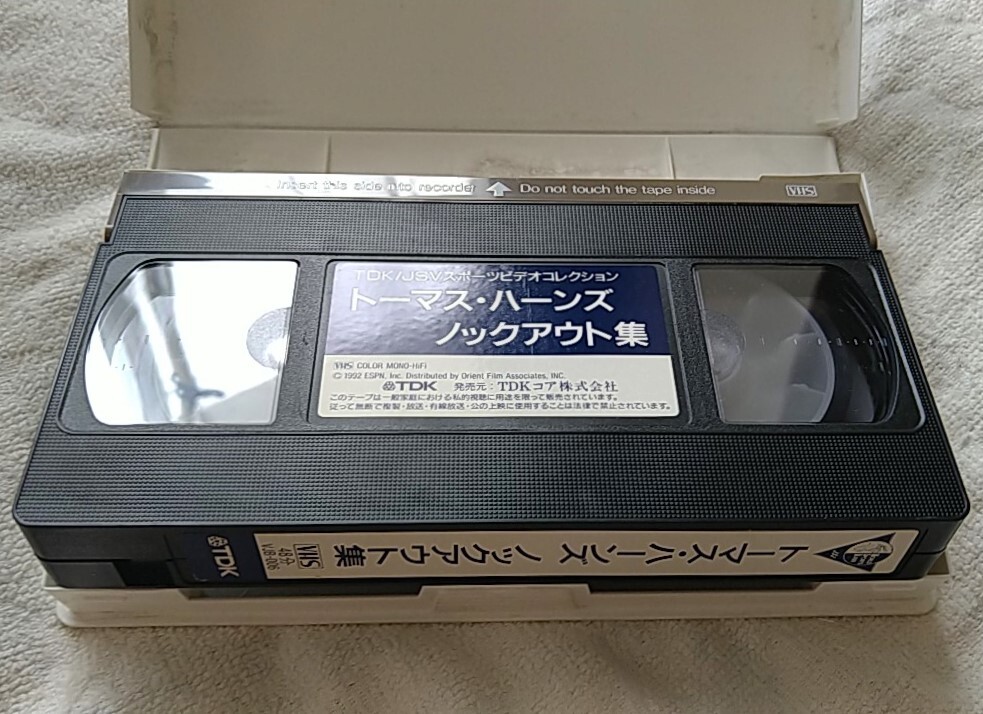 Insert this side into recorder ⇧ Do not touch the tape inside VHS
TDK/JSVスポーツビデオコレクション
トーマス・ハーンズ
ノックアウト集
VHS COLOR MONO-HiFi
© 1992 ESPN, Inc. Distributed by Orient Film Associates, INC.
TDK 発売元：TDKコア株式会社
このテープは一般家庭における私的視聴に用途を限って販売されています。
従って無断で複製・放送・有線放送・公の上映に使用することは法律で禁止されています。
トーマス・ハーンズ ノックアウト集
VHS
48分
VJB-006
TDK